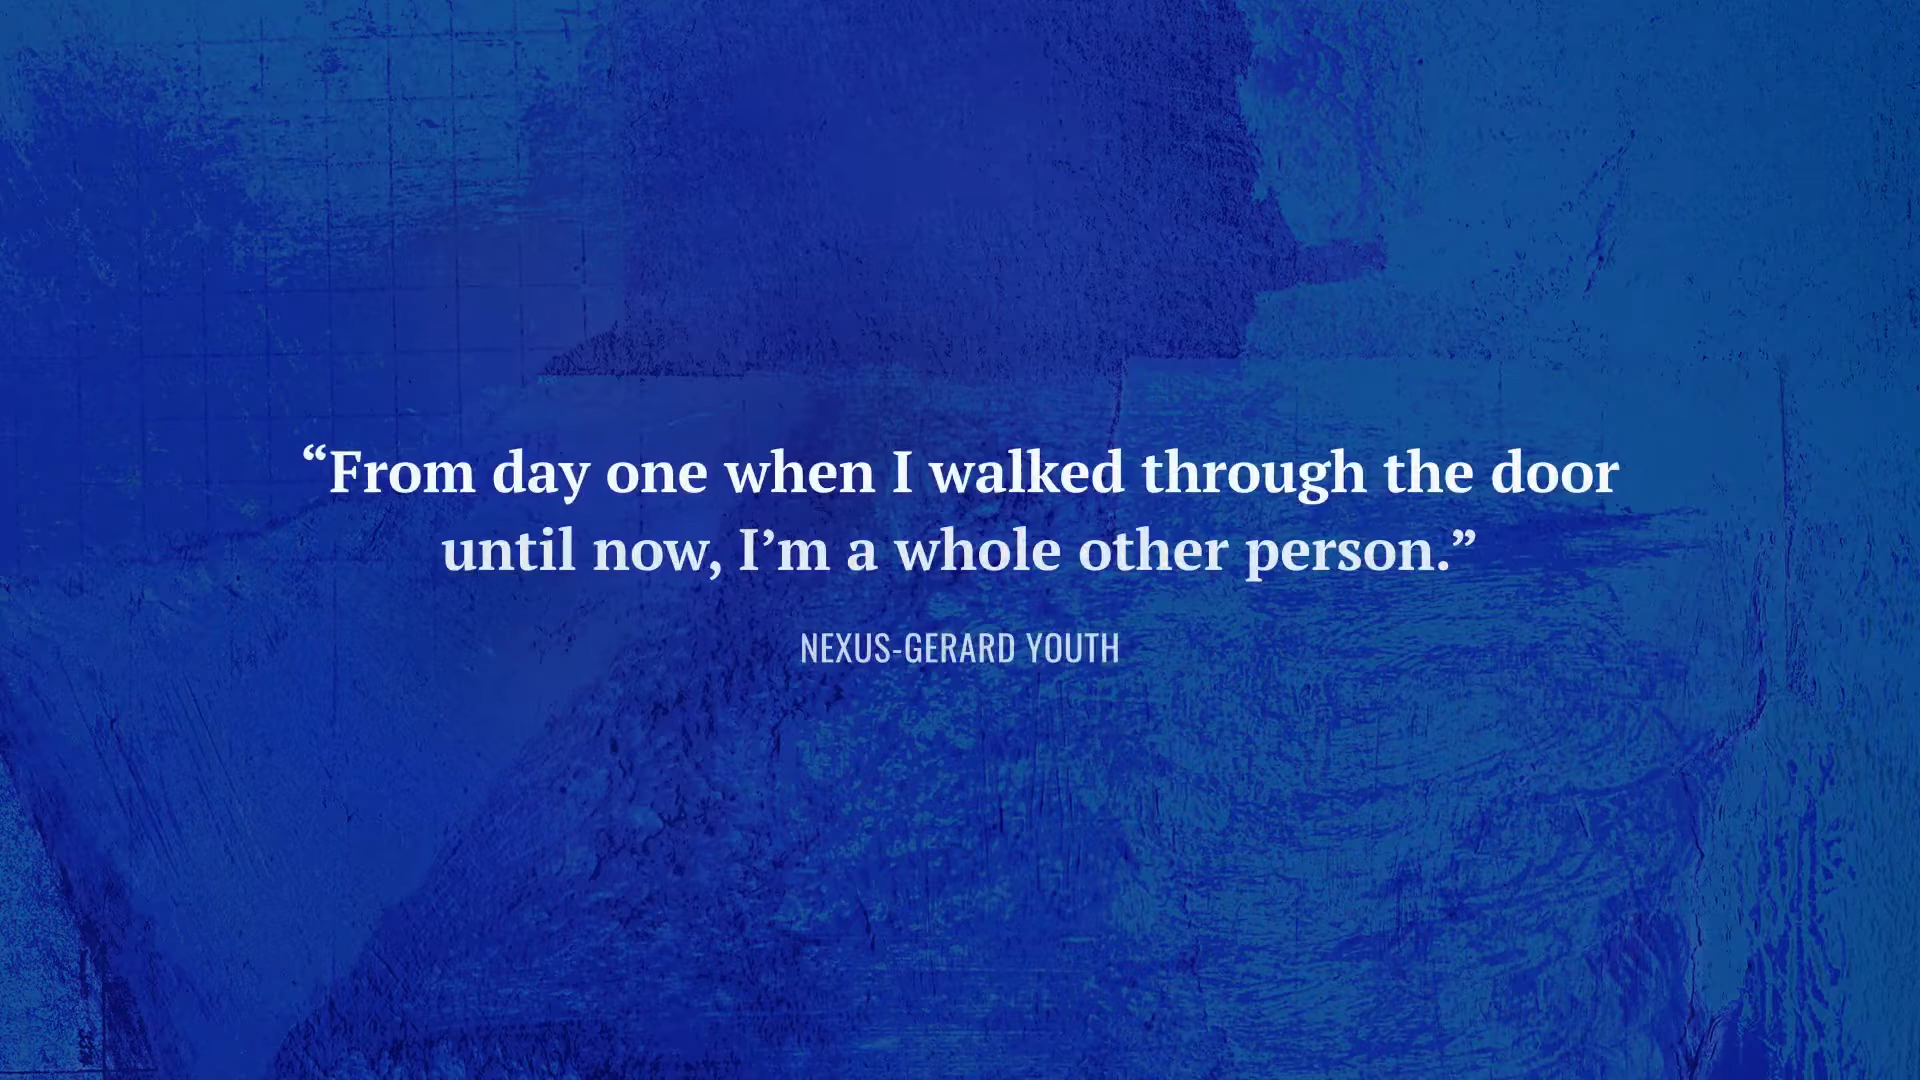 “From day one when I walked through the door
until now, I’m a whole other person.”
NEXUS-GERARD YOUTH